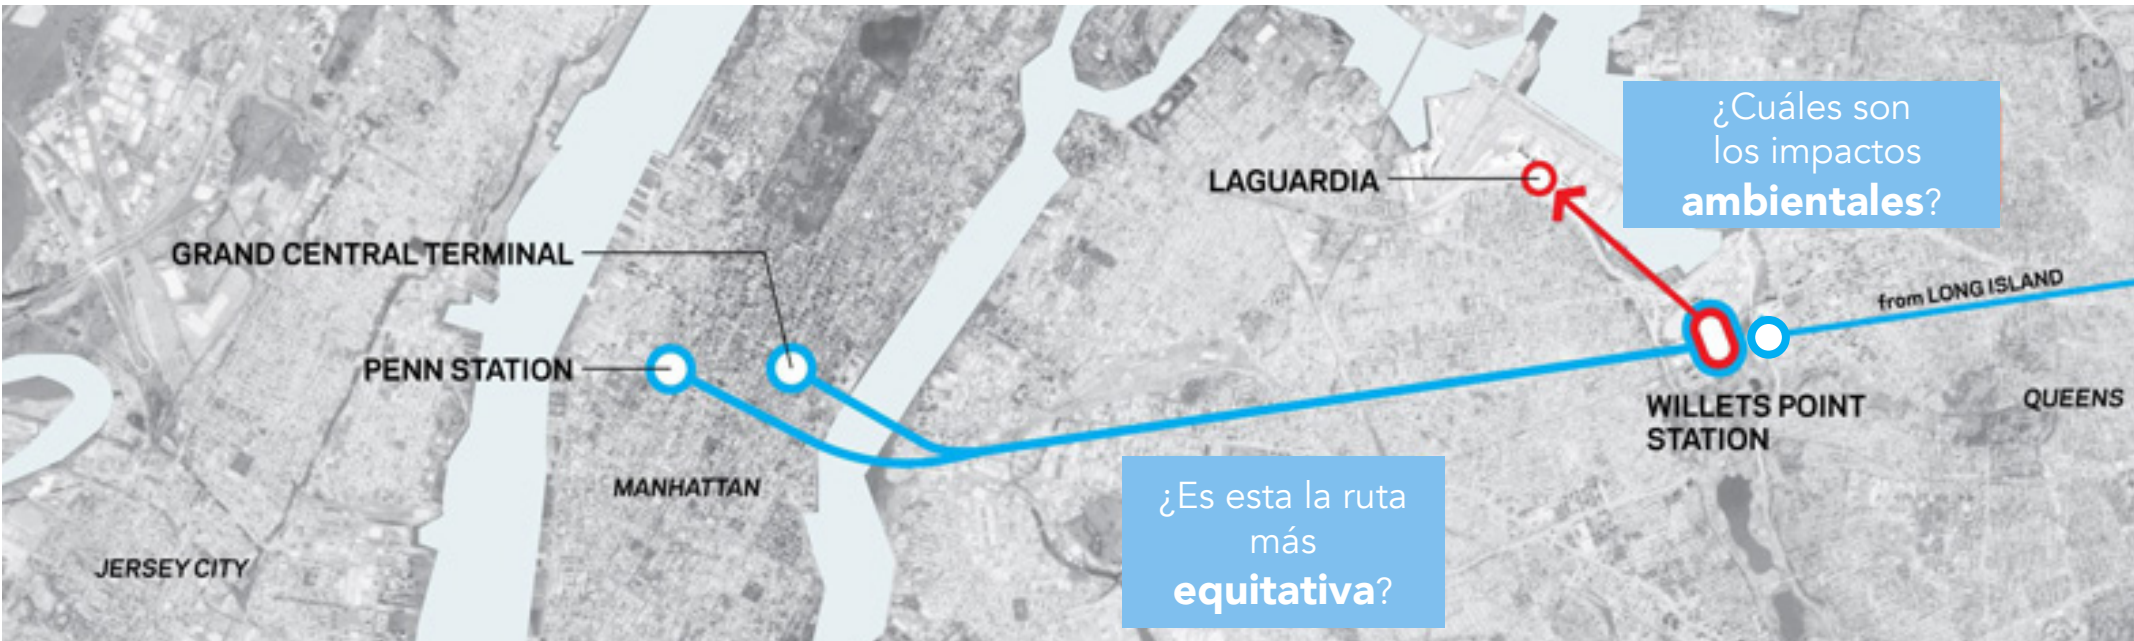 ¿Cuáles son
los impactos
ambientales?
LAGUARDIA
GRAND CENTRAL TERMINAL
from LONG ISLAND
PENN STATION
WILLETS POINT
STATION
QUEENS
MANHATTAN
¿Es esta la ruta
más
equitativa?
JERSEY CITY